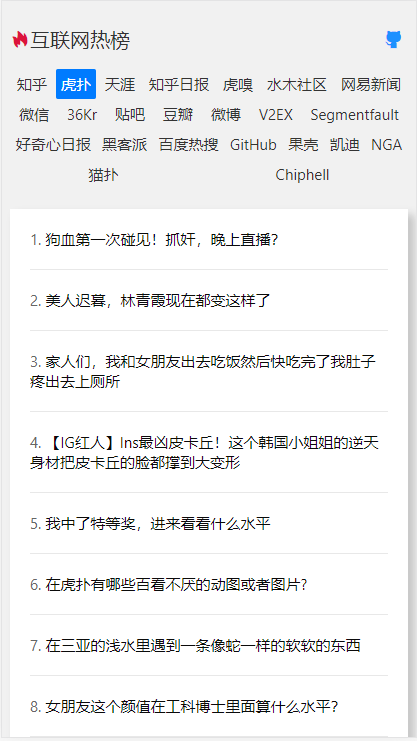 互联网热榜
知乎 虎扑 天涯 知乎日报 虎嗅 水木社区 网易新闻
微信 36Kr 贴吧 豆瓣 微博 V2EX Segmentfault
好奇心日报 黑客派 百度热搜 GitHub 果壳 凯迪 NGA
猫扑 Chiphell
1. 狗血第一次碰见！抓奸，晚上直播？
2. 美人迟暮，林青霞现在都变这样了
3. 家人们，我和女朋友出去吃饭然后快吃完了我肚子
疼出去上厕所
4. 【IG红人】Ins最凶皮卡丘！这个韩国小姐姐的逆天
身材把皮卡丘的脸都撑到大变形
5. 我中了特等奖，进来看看什么水平
6. 在虎扑有哪些百看不厌的动图或者图片?
7. 在三亚的浅水里遇到一条像蛇一样的软软的东西
8. 女朋友这个颜值在工科博士里面算什么水平？